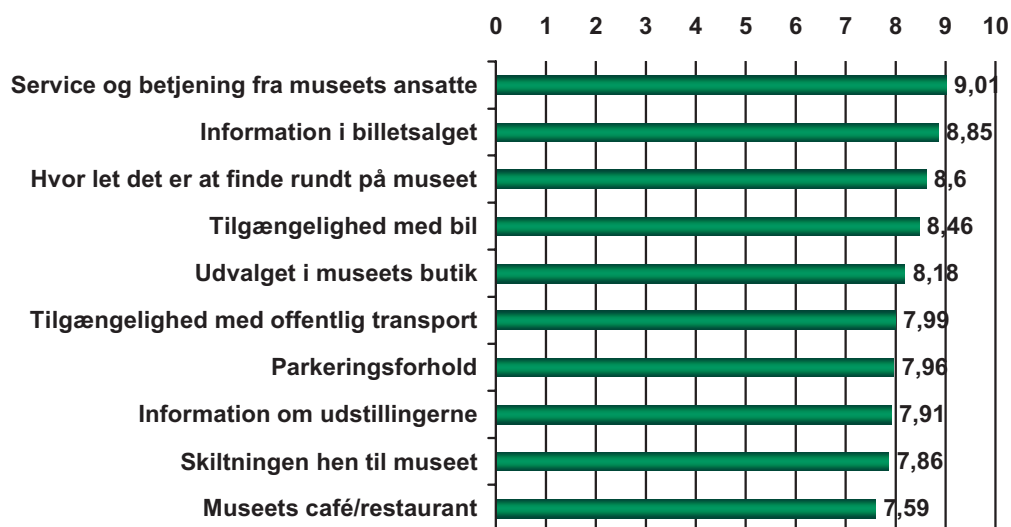 0 1 2 3 4 5 6 7 8 9 10
Service og betjening fra museets ansatte 9,01
Information i billetsalget 8,85
Hvor let det er at finde rundt på museet 8,6
Tilgængelighed med bil 8,46
Udvalget i museets butik 8,18
Tilgængelighed med offentlig transport 7,99
Parkeringsforhold 7,96
Information om udstillingerne 7,91
Skiltningen hen til museet 7,86
Museets café/restaurant 7,59